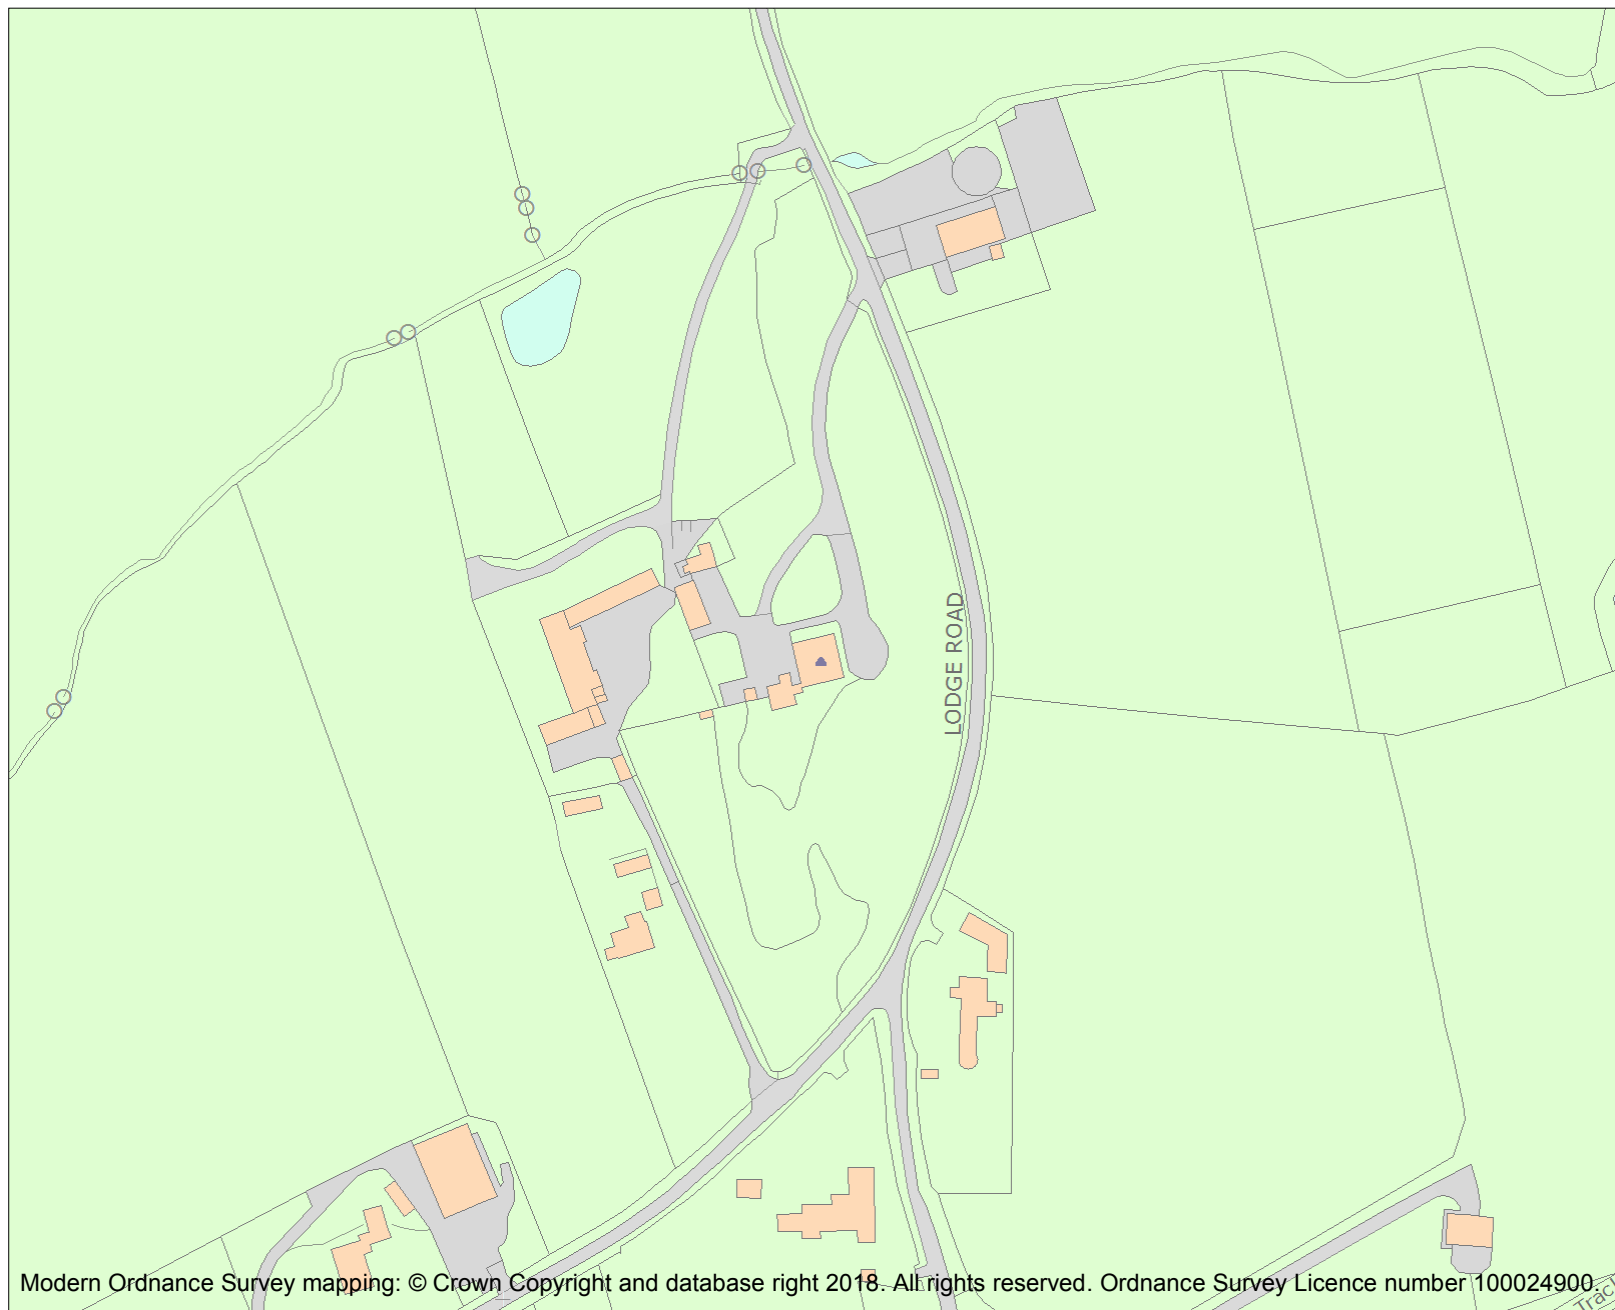 LODGE ROAD
Track
Modern Ordnance Survey mapping: © Crown Copyright and database right 2018. All rights reserved. Ordnance Survey Licence number 100024900.